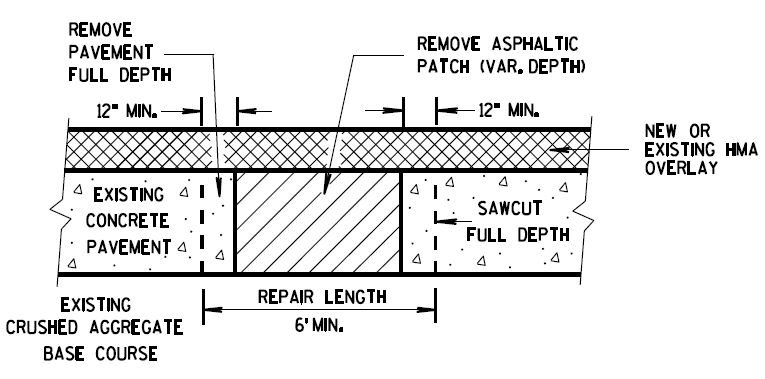 REMOVE
PAVEMENT
FULL DEPTH
REMOVE ASPHALTIC
PATCH (VAR. DEPTH)
12" MIN.
12" MIN.
NEW OR
EXISTING HMA
OVERLAY
EXISTING
CONCRETE
PAVEMENT
SAWCUT
FULL DEPTH
REPAIR LENGTH
6' MIN.
EXISTING
CRUSHED AGGREGATE
BASE COURSE